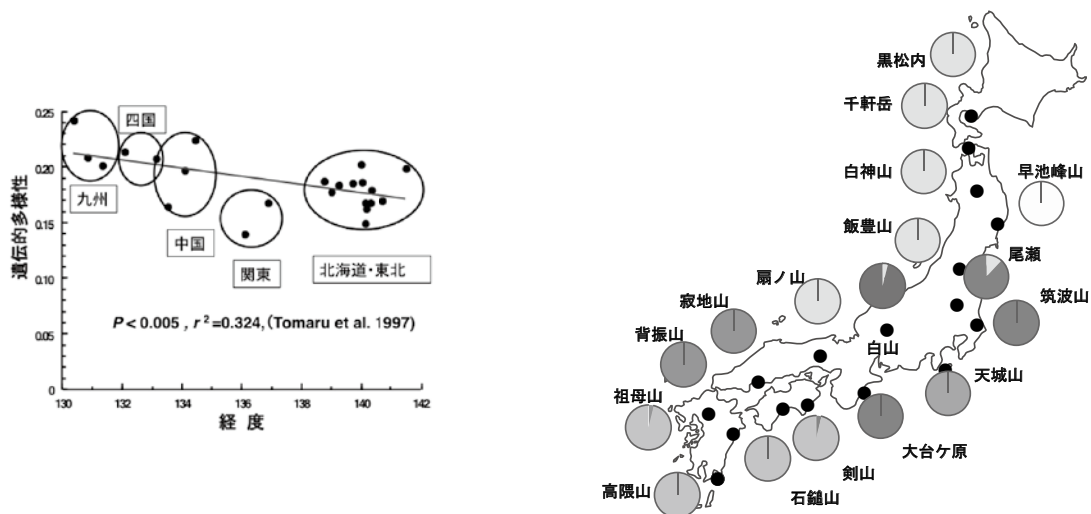 遺伝的多様性
0.25
0.20
0.15
0.10
0.05
0
130
132
134
136
138
140
142
経度
九州
四国
中国
関東
北海道・東北
P < 0.005 , r²=0.324, (Tomaru et al. 1997)
黒松内
千軒岳
白神山
早池峰山
飯豊山
尾瀬
扇ノ山
筑波山
寂地山
背振山
白山
天城山
祖母山
大台ケ原
剣山
高隈山
石鎚山